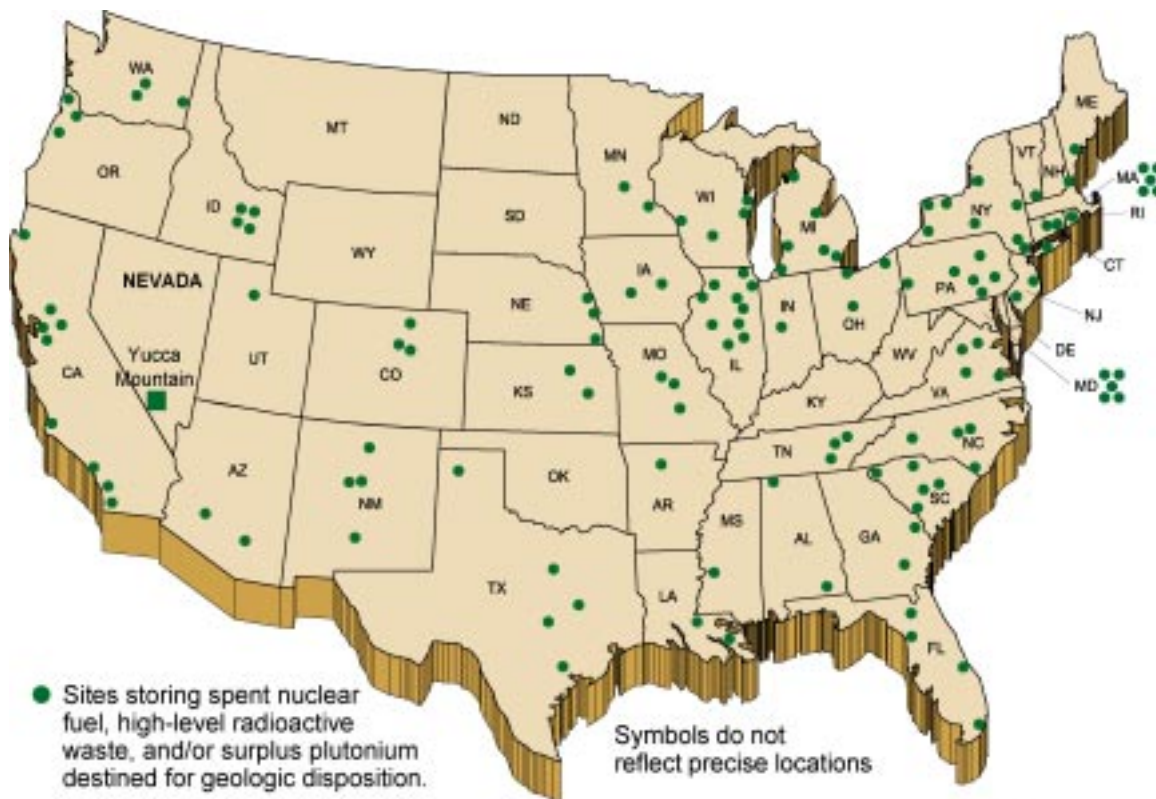 WA
MT
ND
MN
ME
VT
NH
MA
OR
ID
SD
WI
MI
NY
RI
WY
CT
NEVADA
IA
NE
PA
NJ
Yucca
Mountain
UT
CO
IL
IN
OH
WV
DE
MD
CA
KS
MO
KY
VA
AZ
NM
OK
TN
NC
AR
SC
MS
AL
GA
TX
LA
FL
Sites storing spent nuclear
fuel, high-level radioactive
waste, and/or surplus plutonium
destined for geologic disposition.
Symbols do not
reflect precise locations